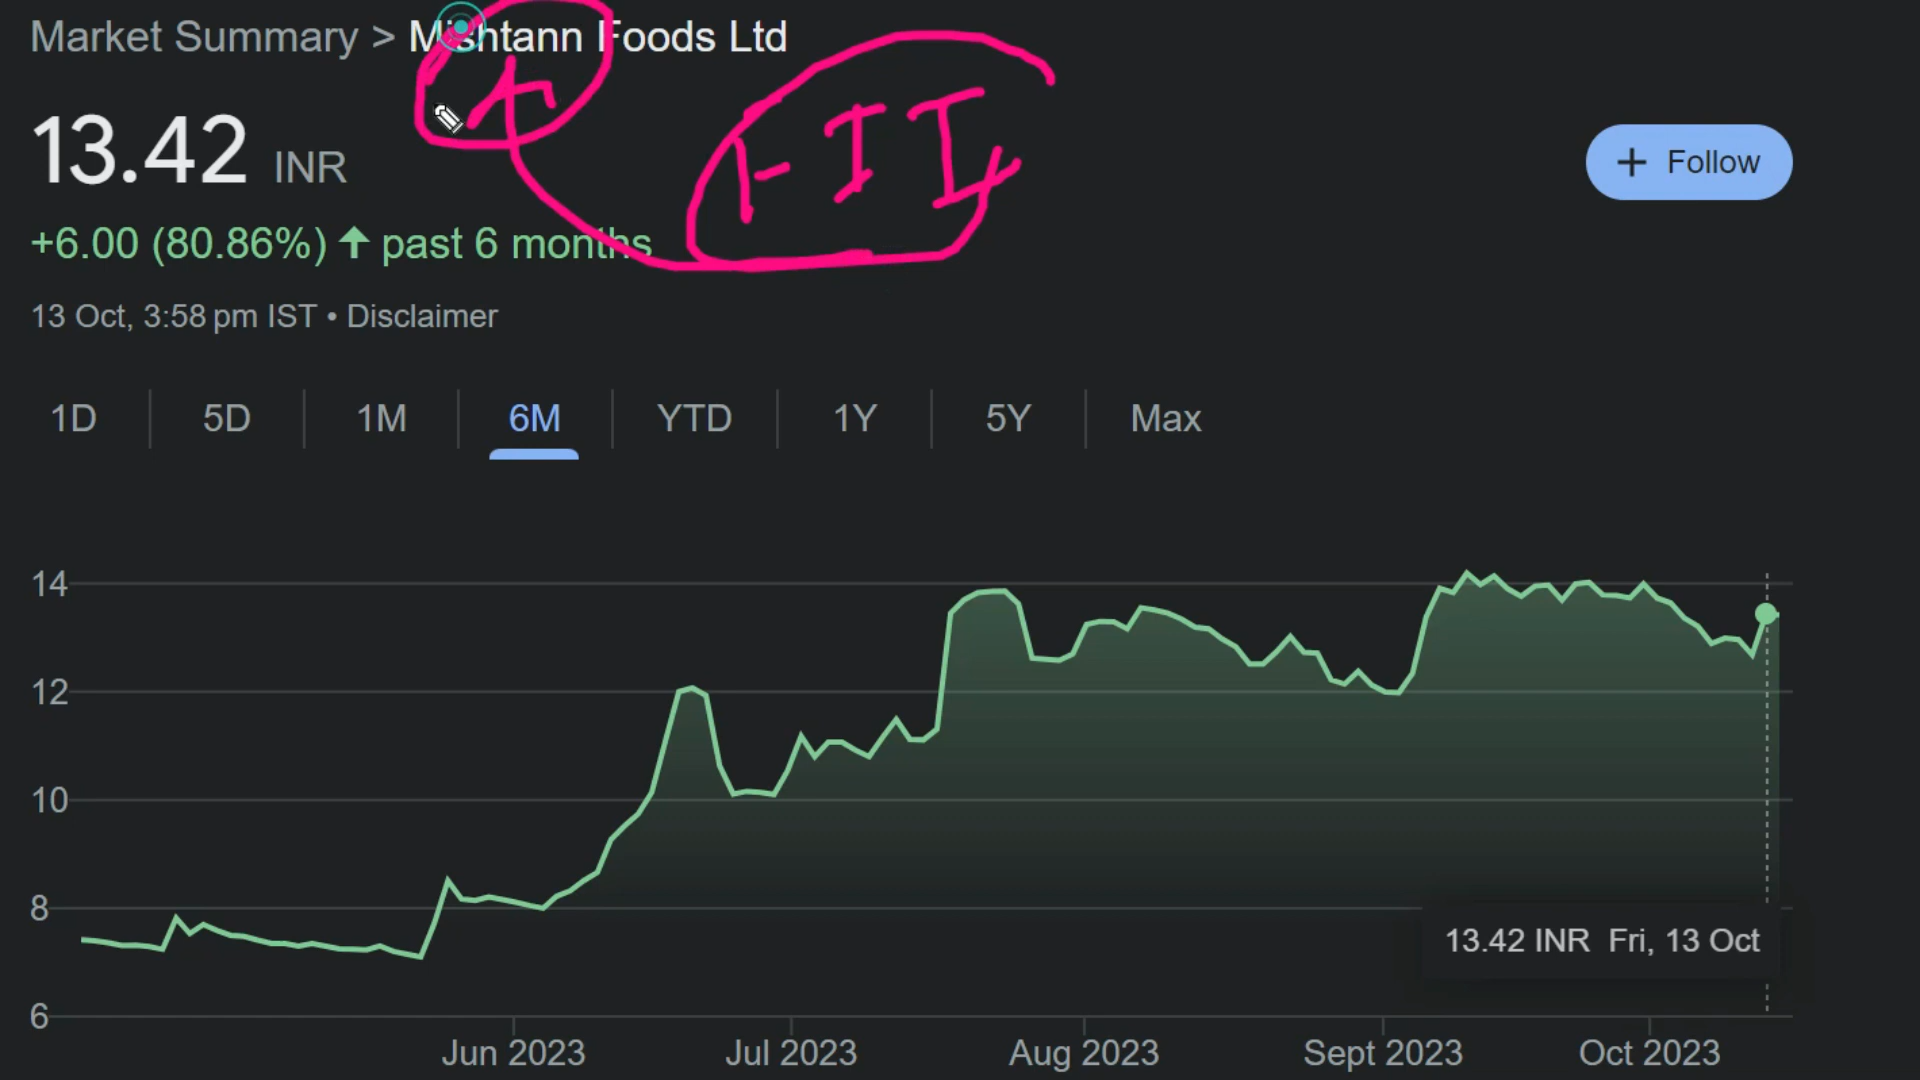 Market Summary > Mishtann Foods Ltd
FII
13.42 INR
+ Follow
+6.00 (80.86%) ↑ past 6 months
13 Oct, 3:58 pm IST • Disclaimer
1D 5D 1M 6M YTD 1Y 5Y Max
14
12
10
8
13.42 INR Fri, 13 Oct
6
Jun 2023 Jul 2023 Aug 2023 Sept 2023 Oct 2023